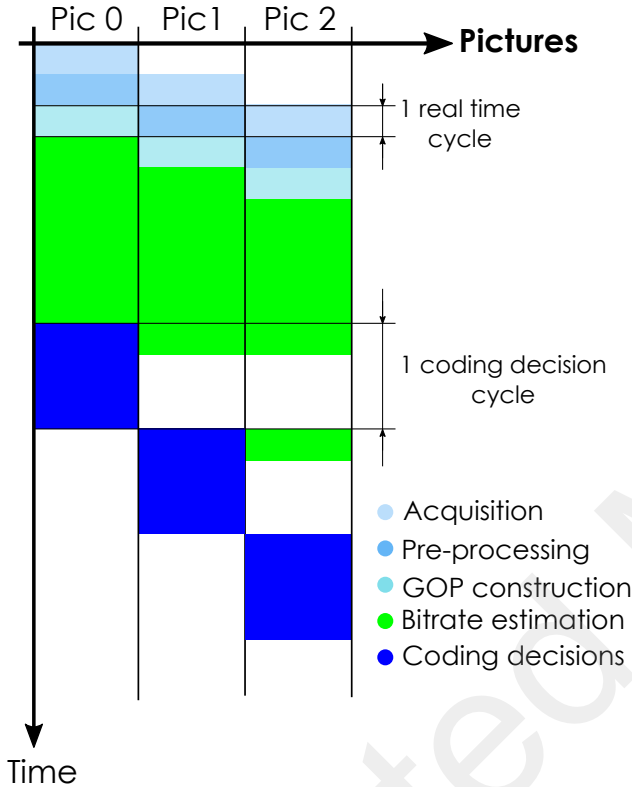 Pic 0 Pic1 Pic 2
Pictures
1 real time
cycle
1 coding decision
cycle
Acquisition
Pre-processing
GOP construction
Bitrate estimation
Coding decisions
Time